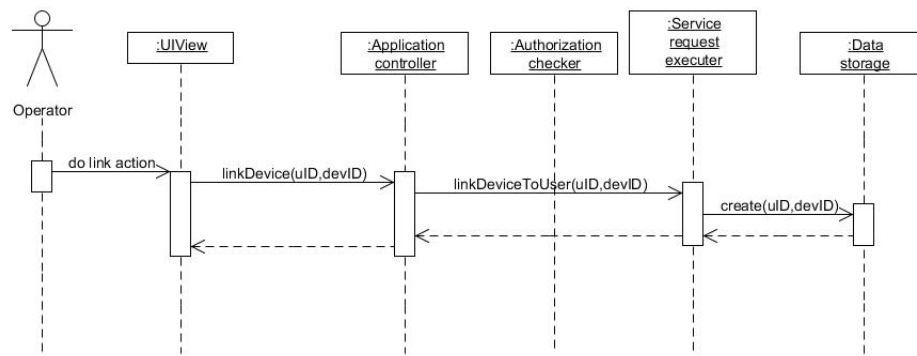 :UIView
:Application
controller
:Authorization
checker
:Service
request
executer
:Data
storage
Operator
do link action
linkDevice(uID,devID)
linkDeviceToUser(uID,devID)
create(uID,devID)